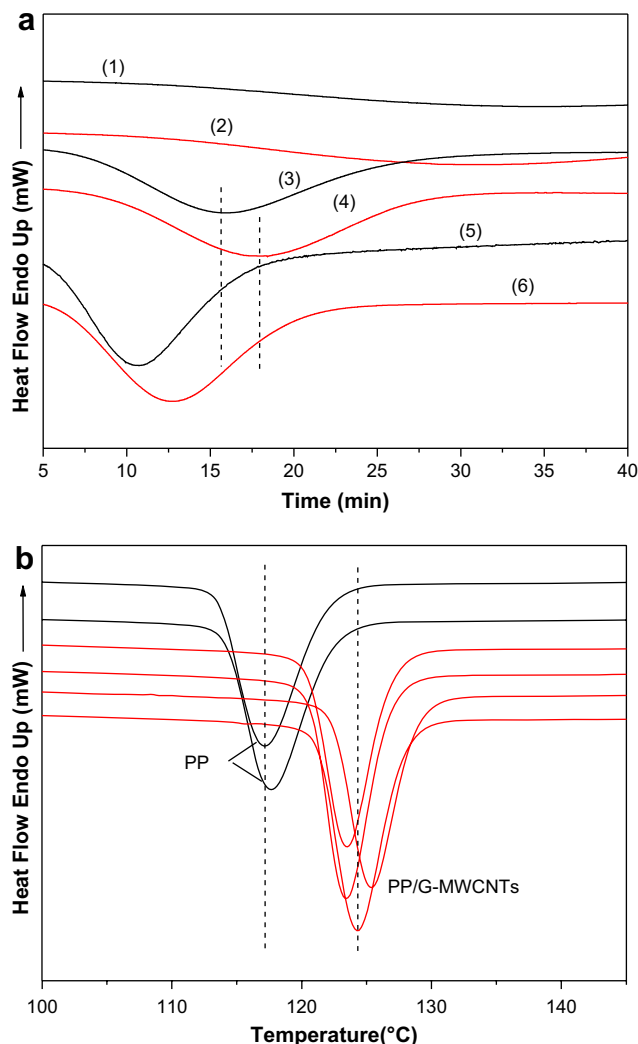 a
Heat Flow Endo Up (mW)
(1)
(2)
(3)
(4)
(5)
(6)
5 10 15 20 25 30 35 40
Time (min)
b
Heat Flow Endo Up (mW)
PP
PP/G-MWCNTs
100 110 120 130 140
Temperature(°C)